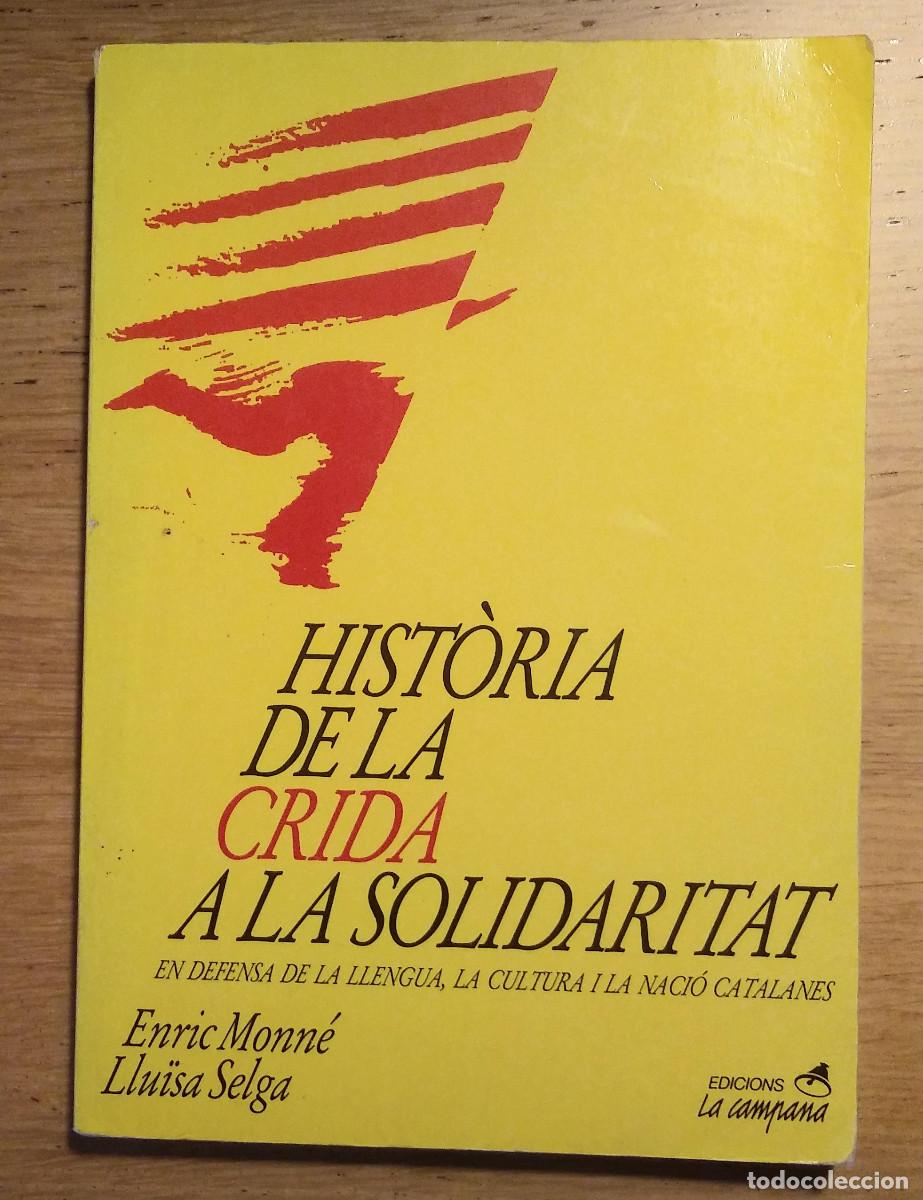 HISTÒRIA
DE LA
CRIDA
A LA SOLIDARITAT
EN DEFENSA DE LA LLENGUA, LA CULTURA I LA NACIÓ CATALANES
Enric Monné
Lluïsa Selga
EDICIONS
La campana
todocoleccion